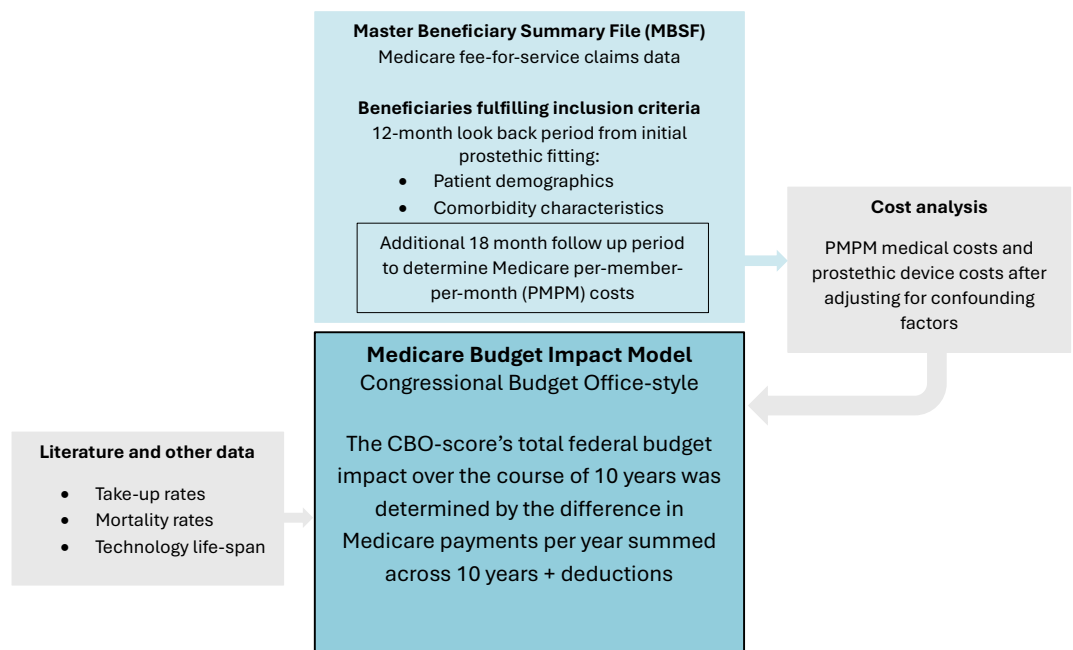 Master Beneficiary Summary File (MBSF)
Medicare fee-for-service claims data
Beneficiaries fulfilling inclusion criteria
12-month look back period from initial
prostethic fitting:
• Patient demographics
• Comorbidity characteristics
Additional 18 month follow up period
to determine Medicare per-member-
per-month (PMPM) costs
Cost analysis
PMPM medical costs and
prostethic device costs after
adjusting for confounding
factors
Medicare Budget Impact Model
Congressional Budget Office-style
The CBO-score’s total federal budget
impact over the course of 10 years was
determined by the difference in
Medicare payments per year summed
across 10 years + deductions
Literature and other data
• Take-up rates
• Mortality rates
• Technology life-span